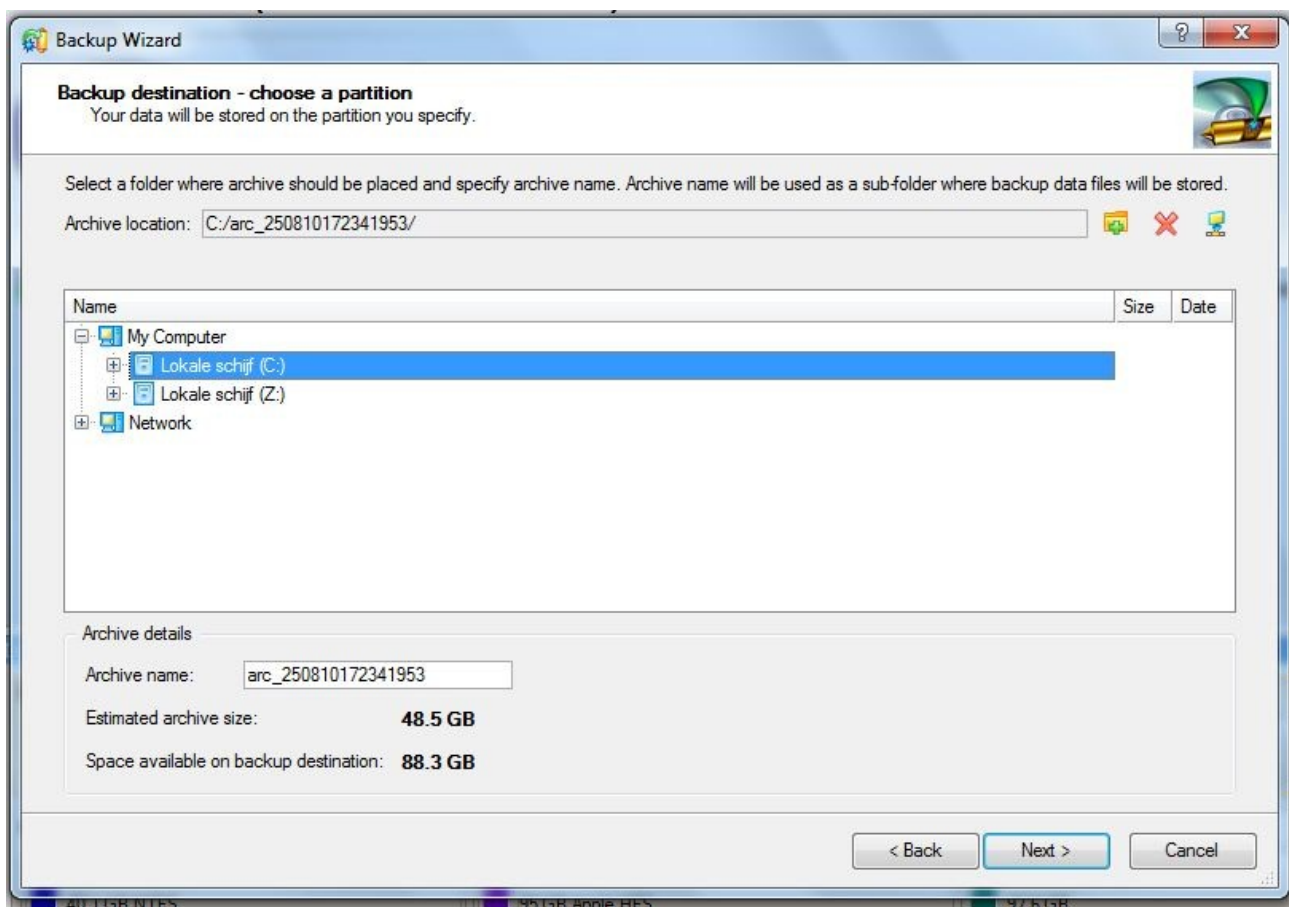 Backup Wizard
Backup destination - choose a partition
Your data will be stored on the partition you specify.
Select a folder where archive should be placed and specify archive name. Archive name will be used as a sub-folder where backup data files will be stored.
Archive location: C:/arc_250810172341953/
Name Size Date
My Computer
Lokale schijf (C:)
Lokale schijf (Z:)
Network
Archive details
Archive name: arc_250810172341953
Estimated archive size: 48.5 GB
Space available on backup destination: 88.3 GB
< Back Next > Cancel